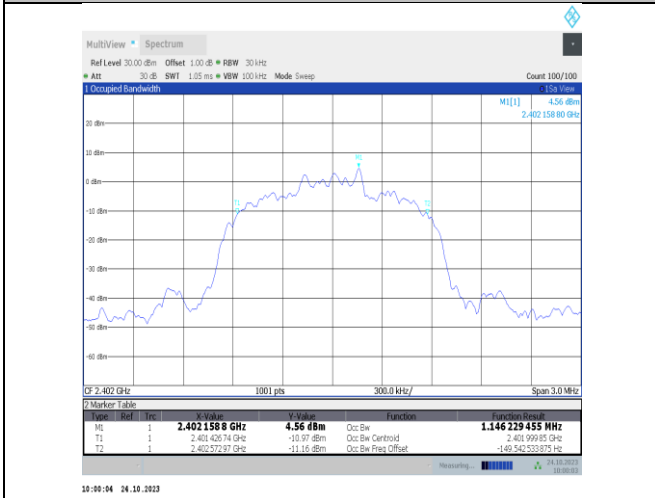 MultiView Spectrum
Ref Level 30.00 dBm Offset 1.00 dB RBW 30 kHz
Att 30 dB SWT 1.05 ms VBW 100 kHz Mode Sweep Count 100/100
1 Occupied Bandwidth 1Sa View
M1[1] 4.56 dBm
2.402 158 80 GHz
20 dBm
10 dBm
M1
0 dBm
T1 T2
-10 dBm
-20 dBm
-30 dBm
-40 dBm
-50 dBm
-60 dBm
CF 2.402 GHz 1001 pts 300.0 kHz/ Span 3.0 MHz
2 Marker Table
Type Ref Trc X-Value Y-Value Function Function Result
M1 1 2.402 158 8 GHz 4.56 dBm Occ Bw 1.146 229 455 MHz
T1 1 2.401 426 74 GHz -10.97 dBm Occ Bw Centroid 2.401 999 85 GHz
T2 1 2.402 572 97 GHz -11.16 dBm Occ Bw Freq Offset -149.542 533 875 Hz
Measuring... 24.10.2023
10:00:03
10:00:04 24.10.2023